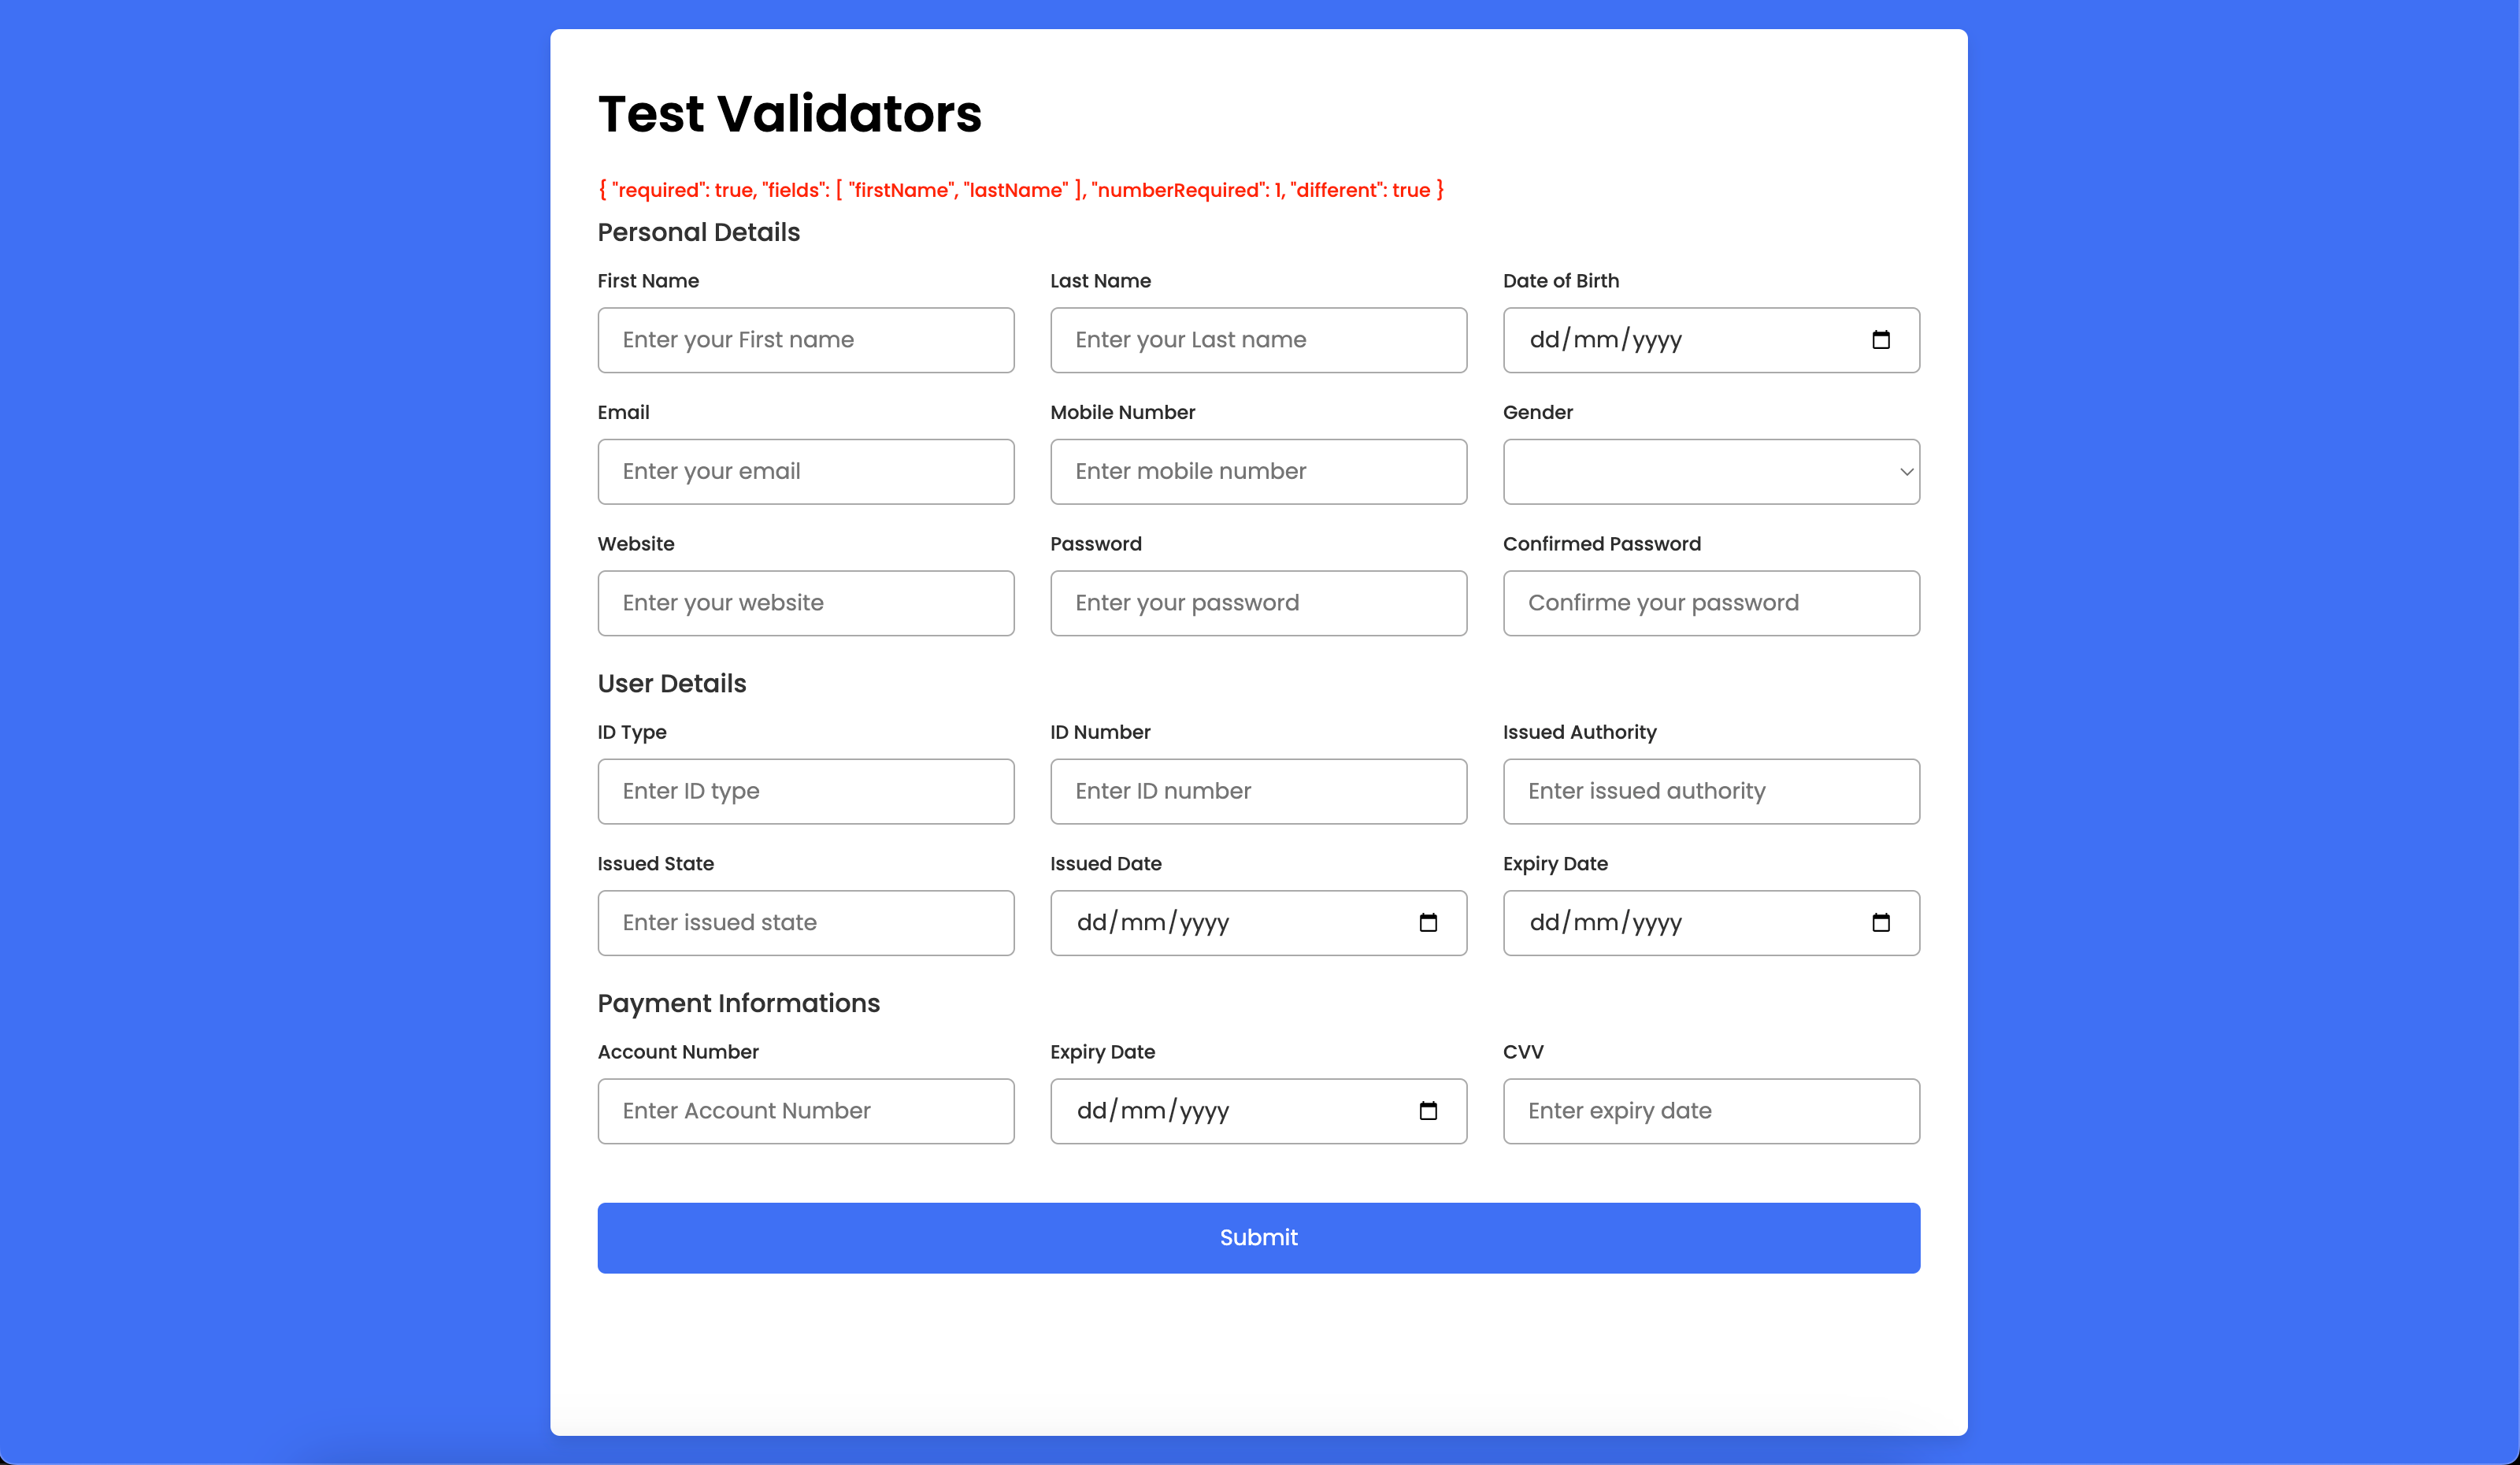 Test Validators
{ "required": true, "fields": [ "firstName", "lastName" ], "numberRequired": 1, "different": true }
Personal Details
First Name Last Name Date of Birth
Enter your First name Enter your Last name dd/mm/yyyy
Email Mobile Number Gender
Enter your email Enter mobile number
Website Password Confirmed Password
Enter your website Enter your password Confirme your password
User Details
ID Type ID Number Issued Authority
Enter ID type Enter ID number Enter issued authority
Issued State Issued Date Expiry Date
Enter issued state dd/mm/yyyy dd/mm/yyyy
Payment Informations
Account Number Expiry Date CVV
Enter Account Number dd/mm/yyyy Enter expiry date
Submit